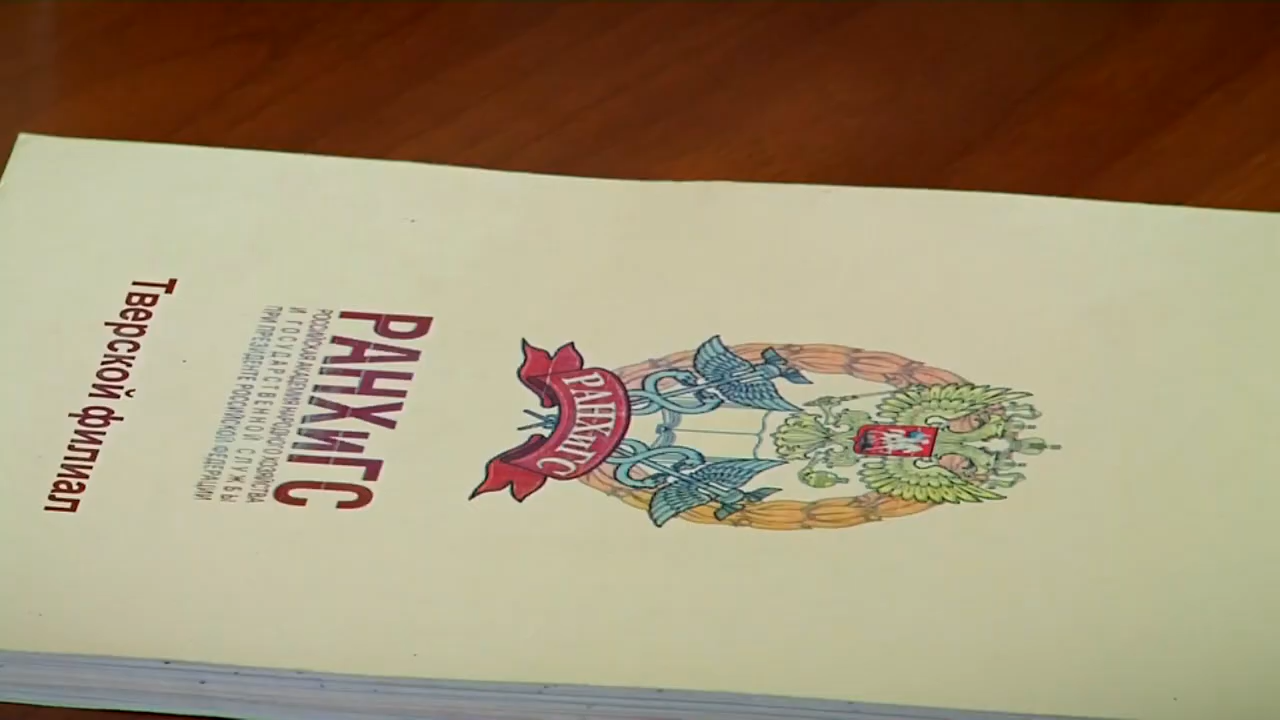 РАНХиГС
РАНХиГС
РОССИЙСКАЯ АКАДЕМИЯ НАРОДНОГО ХОЗЯЙСТВА
И ГОСУДАРСТВЕННОЙ СЛУЖБЫ
ПРИ ПРЕЗИДЕНТЕ РОССИЙСКОЙ ФЕДЕРАЦИИ
Тверской филиал